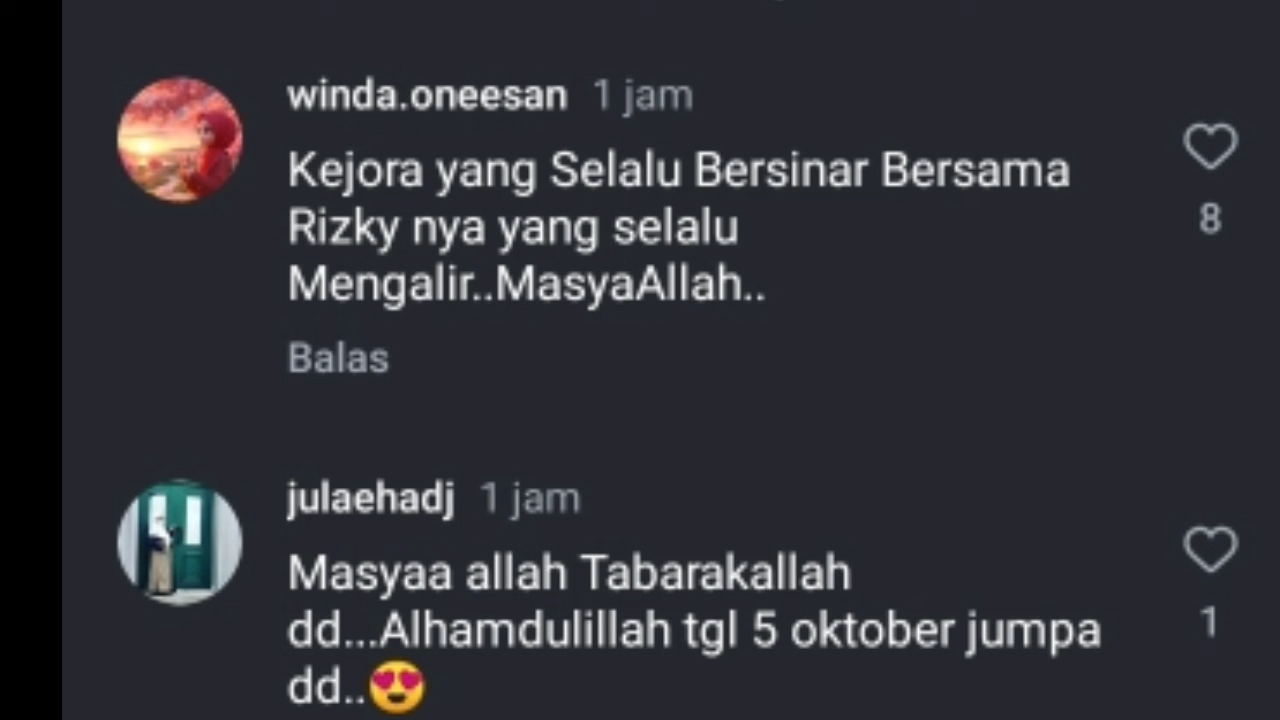 winda.oneesan 1 jam
Kejora yang Selalu Bersinar Bersama
Rizky nya yang selalu
Mengalir..MasyaAllah..
8
Balas
julaehadj 1 jam
Masyaa allah Tabarakallah
dd...Alhamdulillah tgl 5 oktober jumpa
dd..😍
1